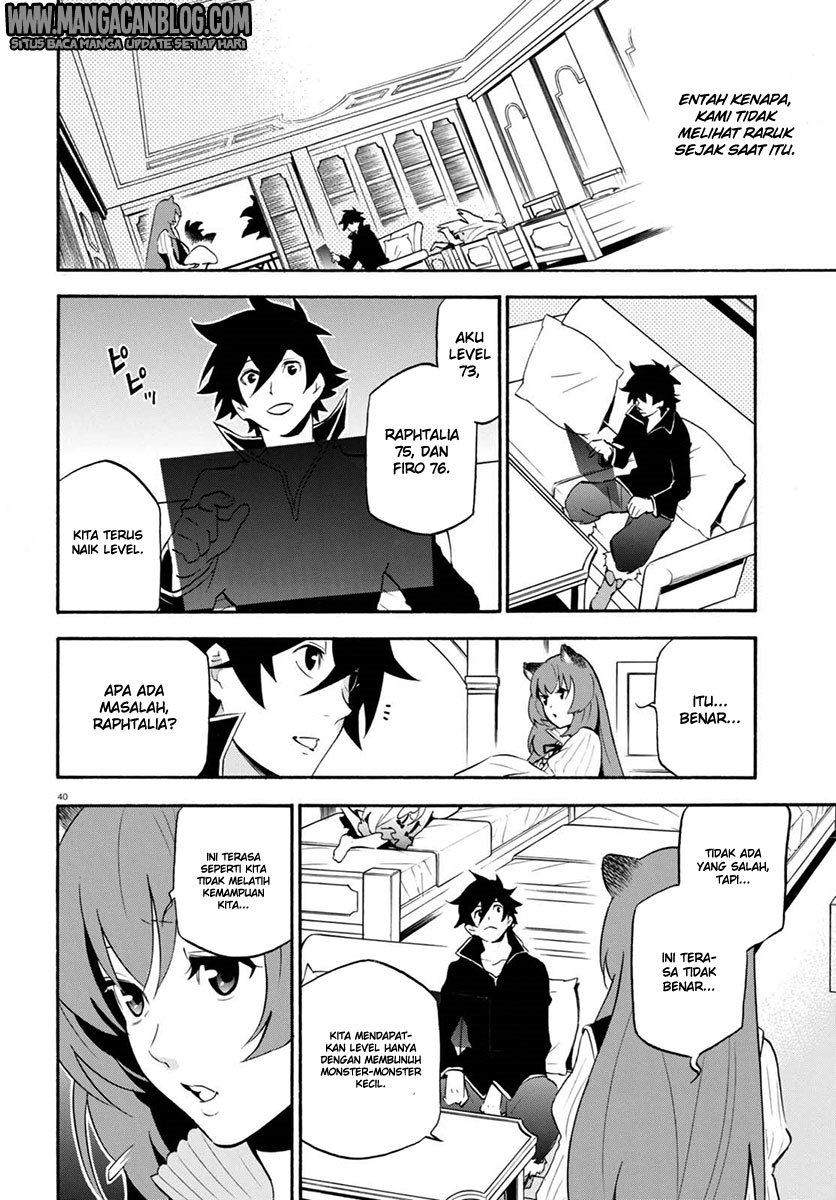 WWW.MANGACANBLOG.COM
SITUS BACA MANGA UPDATE SETIAP HARI
ENTAH KENAPA,
KAMI TIDAK
MELIHAT RARUK
SEJAK SAAT ITU.
AKU
LEVEL
73,
RAPHTALIA
75, DAN
FIRO 76.
ピピッ
KITA TERUS
NAIK LEVEL.
ITU...
BENAR...
APA ADA
MASALAH,
RAPHTALIA?
40
TIDAK ADA
YANG SALAH,
TAPI...
INI TERA-
SA TIDAK
BENAR...
KITA MENDAPAT-
KAN LEVEL HANYA
DENGAN MEMBUNUH
MONSTER-MONSTER
KECIL.
INI TERASA
SEPERTI KITA
TIDAK MELATIH
KEMAMPUAN
KITA...